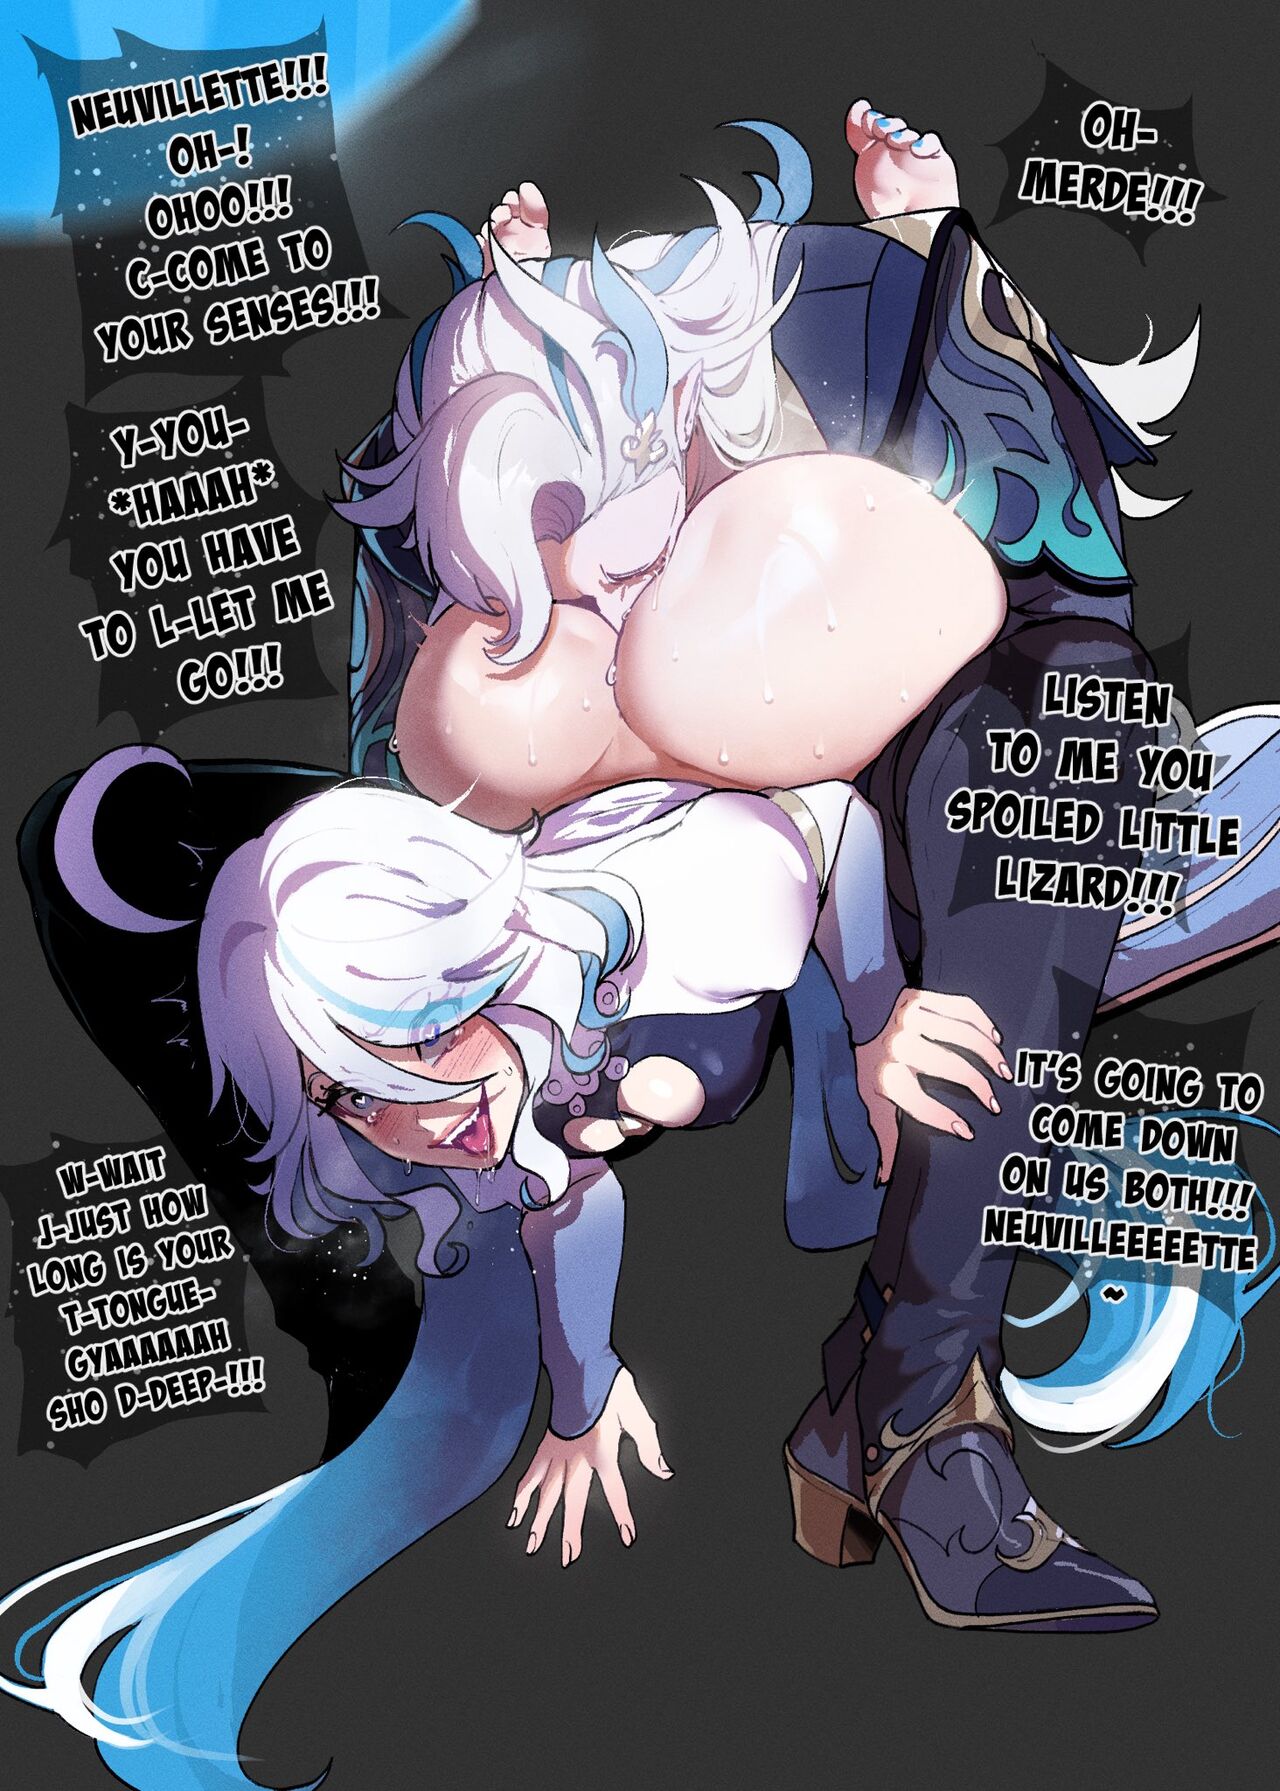 NEUVILLETTE!!!
OH-!
OHOO!!!
C-COME TO
YOUR SENSES!!!
OH-
MERDE!!!
Y-YOU-
*HAAAH*
YOU HAVE
TO L-LET ME
GO!!!
LISTEN
TO ME YOU
SPOILED LITTLE
LIZARD!!!
W-WAIT
J-JUST HOW
LONG IS YOUR
T-TONGUE-
GYAAAAAAH
SHO D-DEEP-!!!
IT'S GOING TO
COME DOWN
ON US BOTH!!!
NEUVILLEEEEETTE
~